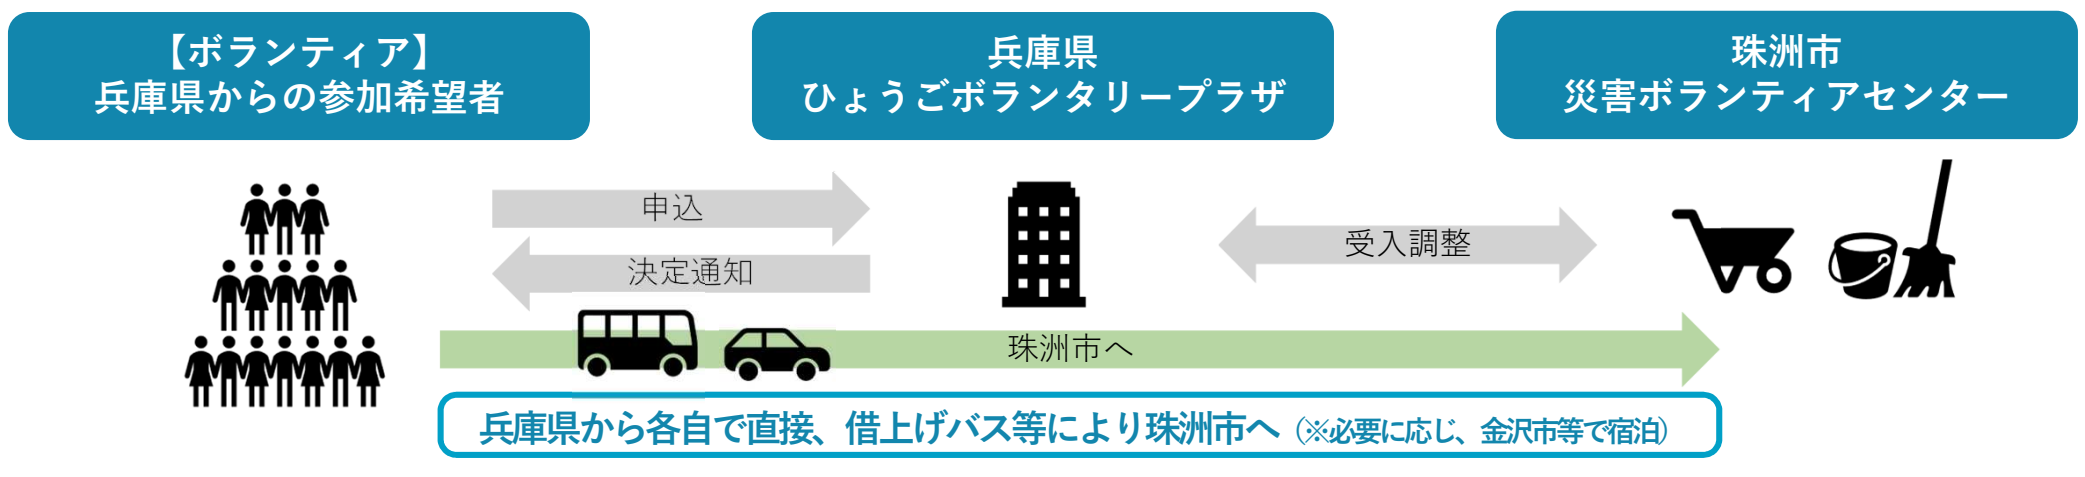 【ボランティア】
兵庫県からの参加希望者
兵庫県
ひょうごボランタリープラザ
珠洲市
災害ボランティアセンター
申込
決定通知
受入調整
珠洲市へ
兵庫県から各自で直接、借上げバス等により珠洲市へ（※必要に応じ、金沢市等で宿泊）